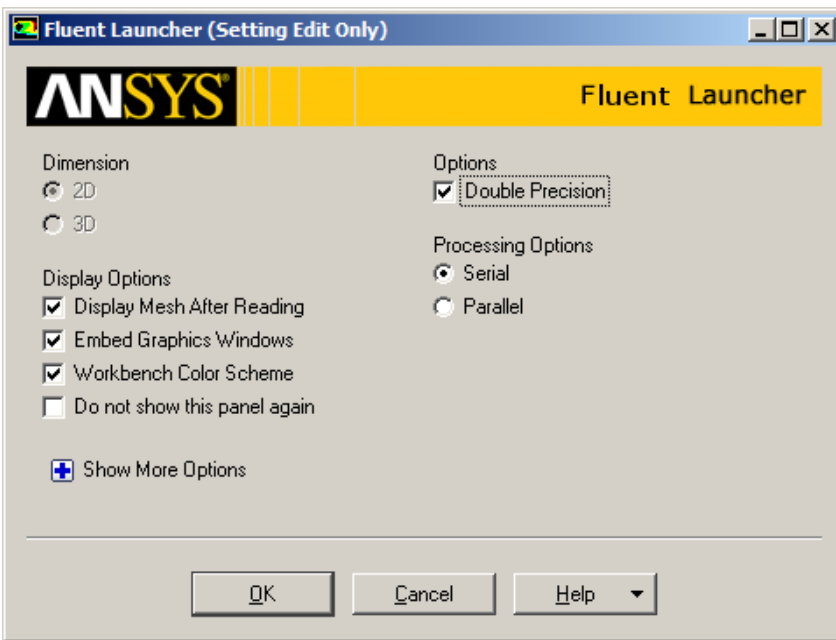 Fluent Launcher (Setting Edit Only)
ANSYS®
Fluent Launcher
Dimension
2D
3D
Display Options
Display Mesh After Reading
Embed Graphics Windows
Workbench Color Scheme
Do not show this panel again
Show More Options
Options
Double Precision
Processing Options
Serial
Parallel
OK Cancel Help